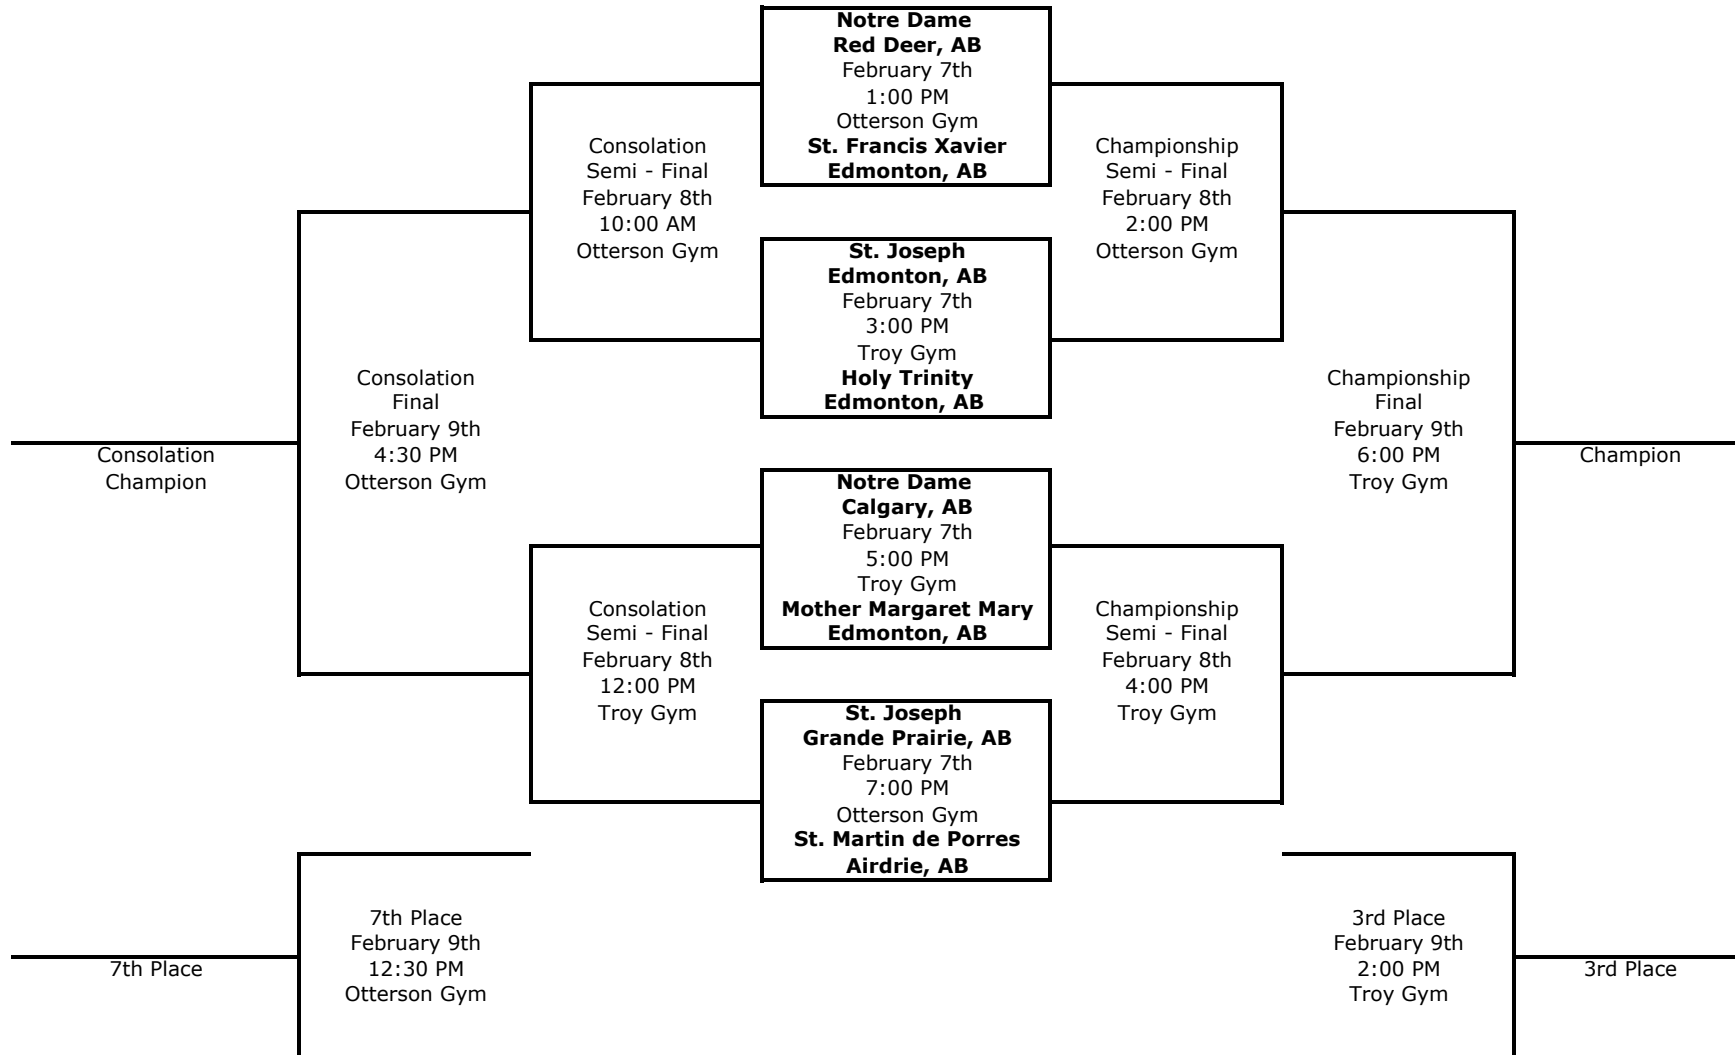 Notre Dame
Red Deer, AB
February 7th
1:00 PM
Otterson Gym
St. Francis Xavier
Edmonton, AB
Consolation
Semi - Final
February 8th
10:00 AM
Otterson Gym
Championship
Semi - Final
February 8th
2:00 PM
Otterson Gym
St. Joseph
Edmonton, AB
February 7th
3:00 PM
Troy Gym
Holy Trinity
Edmonton, AB
Consolation
Final
February 9th
4:30 PM
Otterson Gym
Championship
Final
February 9th
6:00 PM
Troy Gym
Consolation
Champion
Champion
Notre Dame
Calgary, AB
February 7th
5:00 PM
Troy Gym
Mother Margaret Mary
Edmonton, AB
Consolation
Semi - Final
February 8th
12:00 PM
Troy Gym
Championship
Semi - Final
February 8th
4:00 PM
Troy Gym
St. Joseph
Grande Prairie, AB
February 7th
7:00 PM
Otterson Gym
St. Martin de Porres
Airdrie, AB
7th Place
February 9th
12:30 PM
Otterson Gym
7th Place
3rd Place
February 9th
2:00 PM
Troy Gym
3rd Place